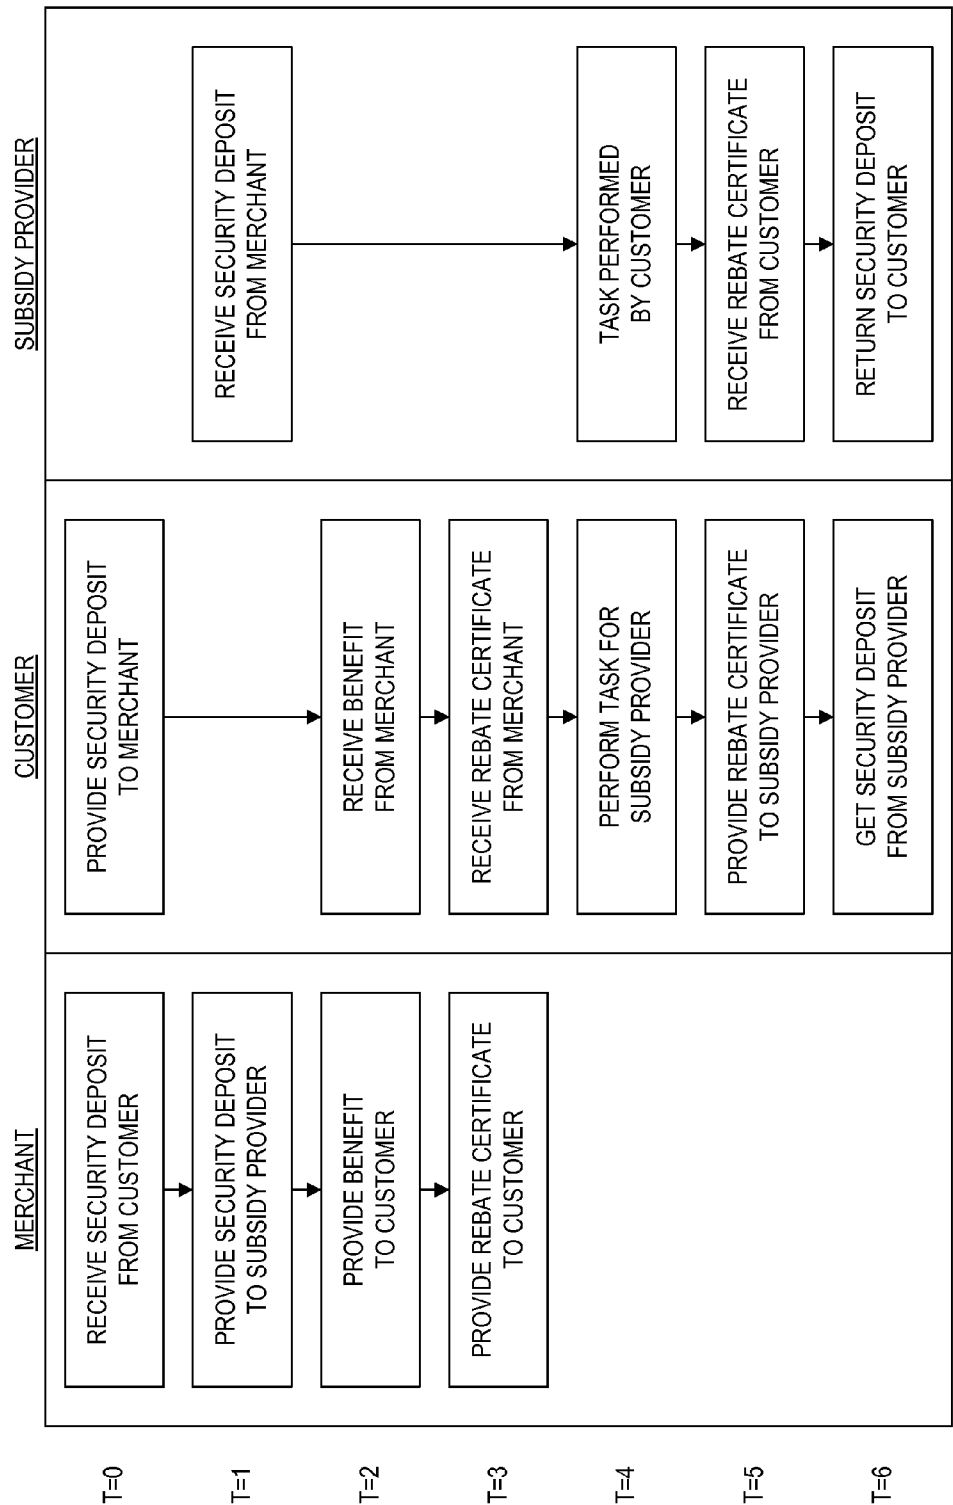 MERCHANT
CUSTOMER
SUBSIDY PROVIDER
T=0
RECEIVE SECURITY DEPOSIT
FROM CUSTOMER
PROVIDE SECURITY DEPOSIT
TO MERCHANT
T=1
PROVIDE SECURITY DEPOSIT
TO SUBSIDY PROVIDER
RECEIVE SECURITY DEPOSIT
FROM MERCHANT
T=2
PROVIDE BENEFIT
TO CUSTOMER
RECEIVE BENEFIT
FROM MERCHANT
T=3
PROVIDE REBATE CERTIFICATE
TO CUSTOMER
RECEIVE REBATE CERTIFICATE
FROM MERCHANT
T=4
PERFORM TASK FOR
SUBSIDY PROVIDER
TASK PERFORMED
BY CUSTOMER
T=5
PROVIDE REBATE CERTIFICATE
TO SUBSIDY PROVIDER
RECEIVE REBATE CERTIFICATE
FROM CUSTOMER
T=6
GET SECURITY DEPOSIT
FROM SUBSIDY PROVIDER
RETURN SECURITY DEPOSIT
TO CUSTOMER